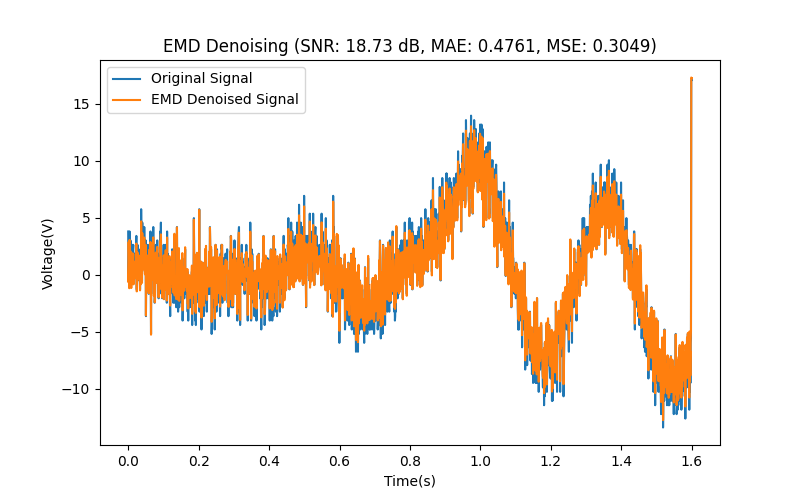 EMD Denoising (SNR: 18.73 dB, MAE: 0.4761, MSE: 0.3049)
Original Signal
EMD Denoised Signal
15
10
5
0
−5
−10
Voltage(V)
0.0 0.2 0.4 0.6 0.8 1.0 1.2 1.4 1.6
Time(s)